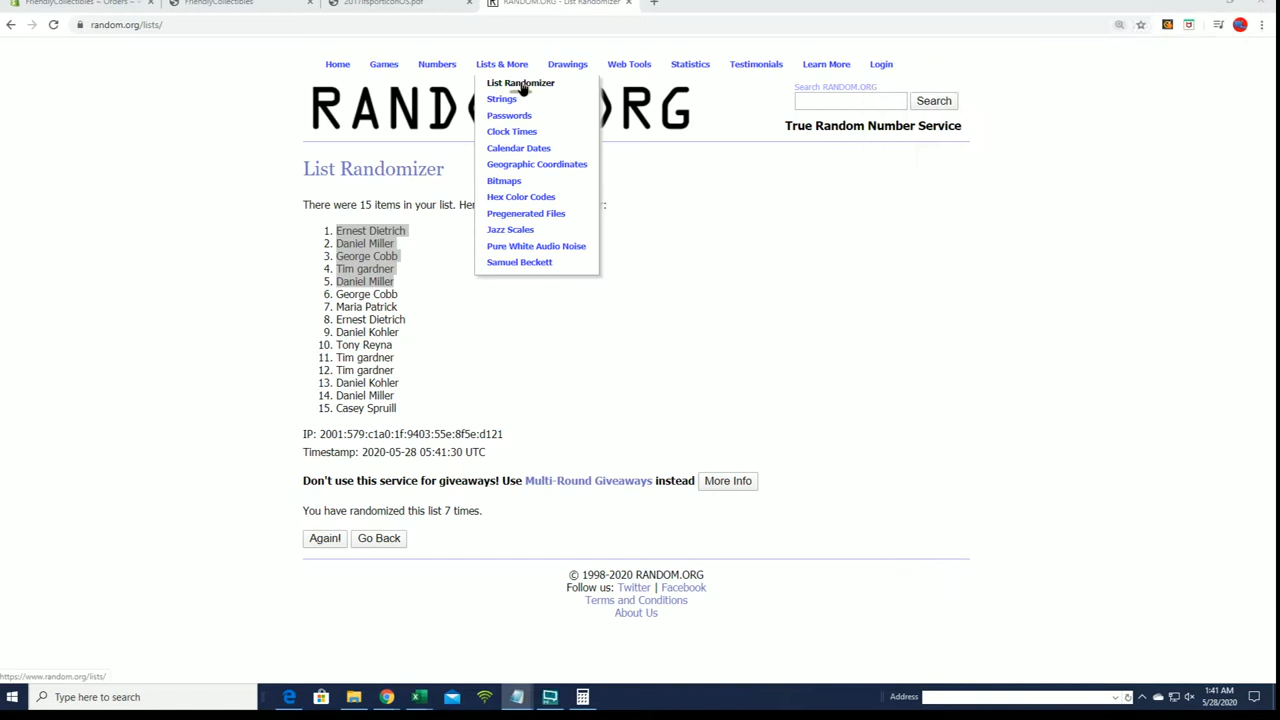 FriendlyCollectibles ~ Orders ~
FriendlyCollectibles
RANDOM.ORG - List Randomizer
random.org/lists/
Home Games Numbers Lists & More Drawings Web Tools Statistics Testimonials Learn More Login
List Randomizer
Strings
Passwords
Clock Times
Calendar Dates
Geographic Coordinates
Bitmaps
Hex Color Codes
Pregenerated Files
Jazz Scales
Pure White Audio Noise
Samuel Beckett
Search RANDOM.ORG
Search
RAND RG
True Random Number Service
List Randomizer
There were 15 items in your list. Her r:
1. Ernest Dietrich
2. Daniel Miller
3. George Cobb
4. Tim gardner
5. Daniel Miller
6. George Cobb
7. Maria Patrick
8. Ernest Dietrich
9. Daniel Kohler
10. Tony Reyna
11. Tim gardner
12. Tim gardner
13. Daniel Kohler
14. Daniel Miller
15. Casey Spruill
IP: 2001:579:c1a0:1f:9403:55e:8f5e:d121
Timestamp: 2020-05-28 05:41:30 UTC
Don't use this service for giveaways! Use Multi-Round Giveaways instead More Info
You have randomized this list 7 times.
Again! Go Back
© 1998-2020 RANDOM.ORG
Follow us: Twitter | Facebook
Terms and Conditions
About Us
https://www.random.org/lists/
Type here to search
Address
1:41 AM
5/28/2020